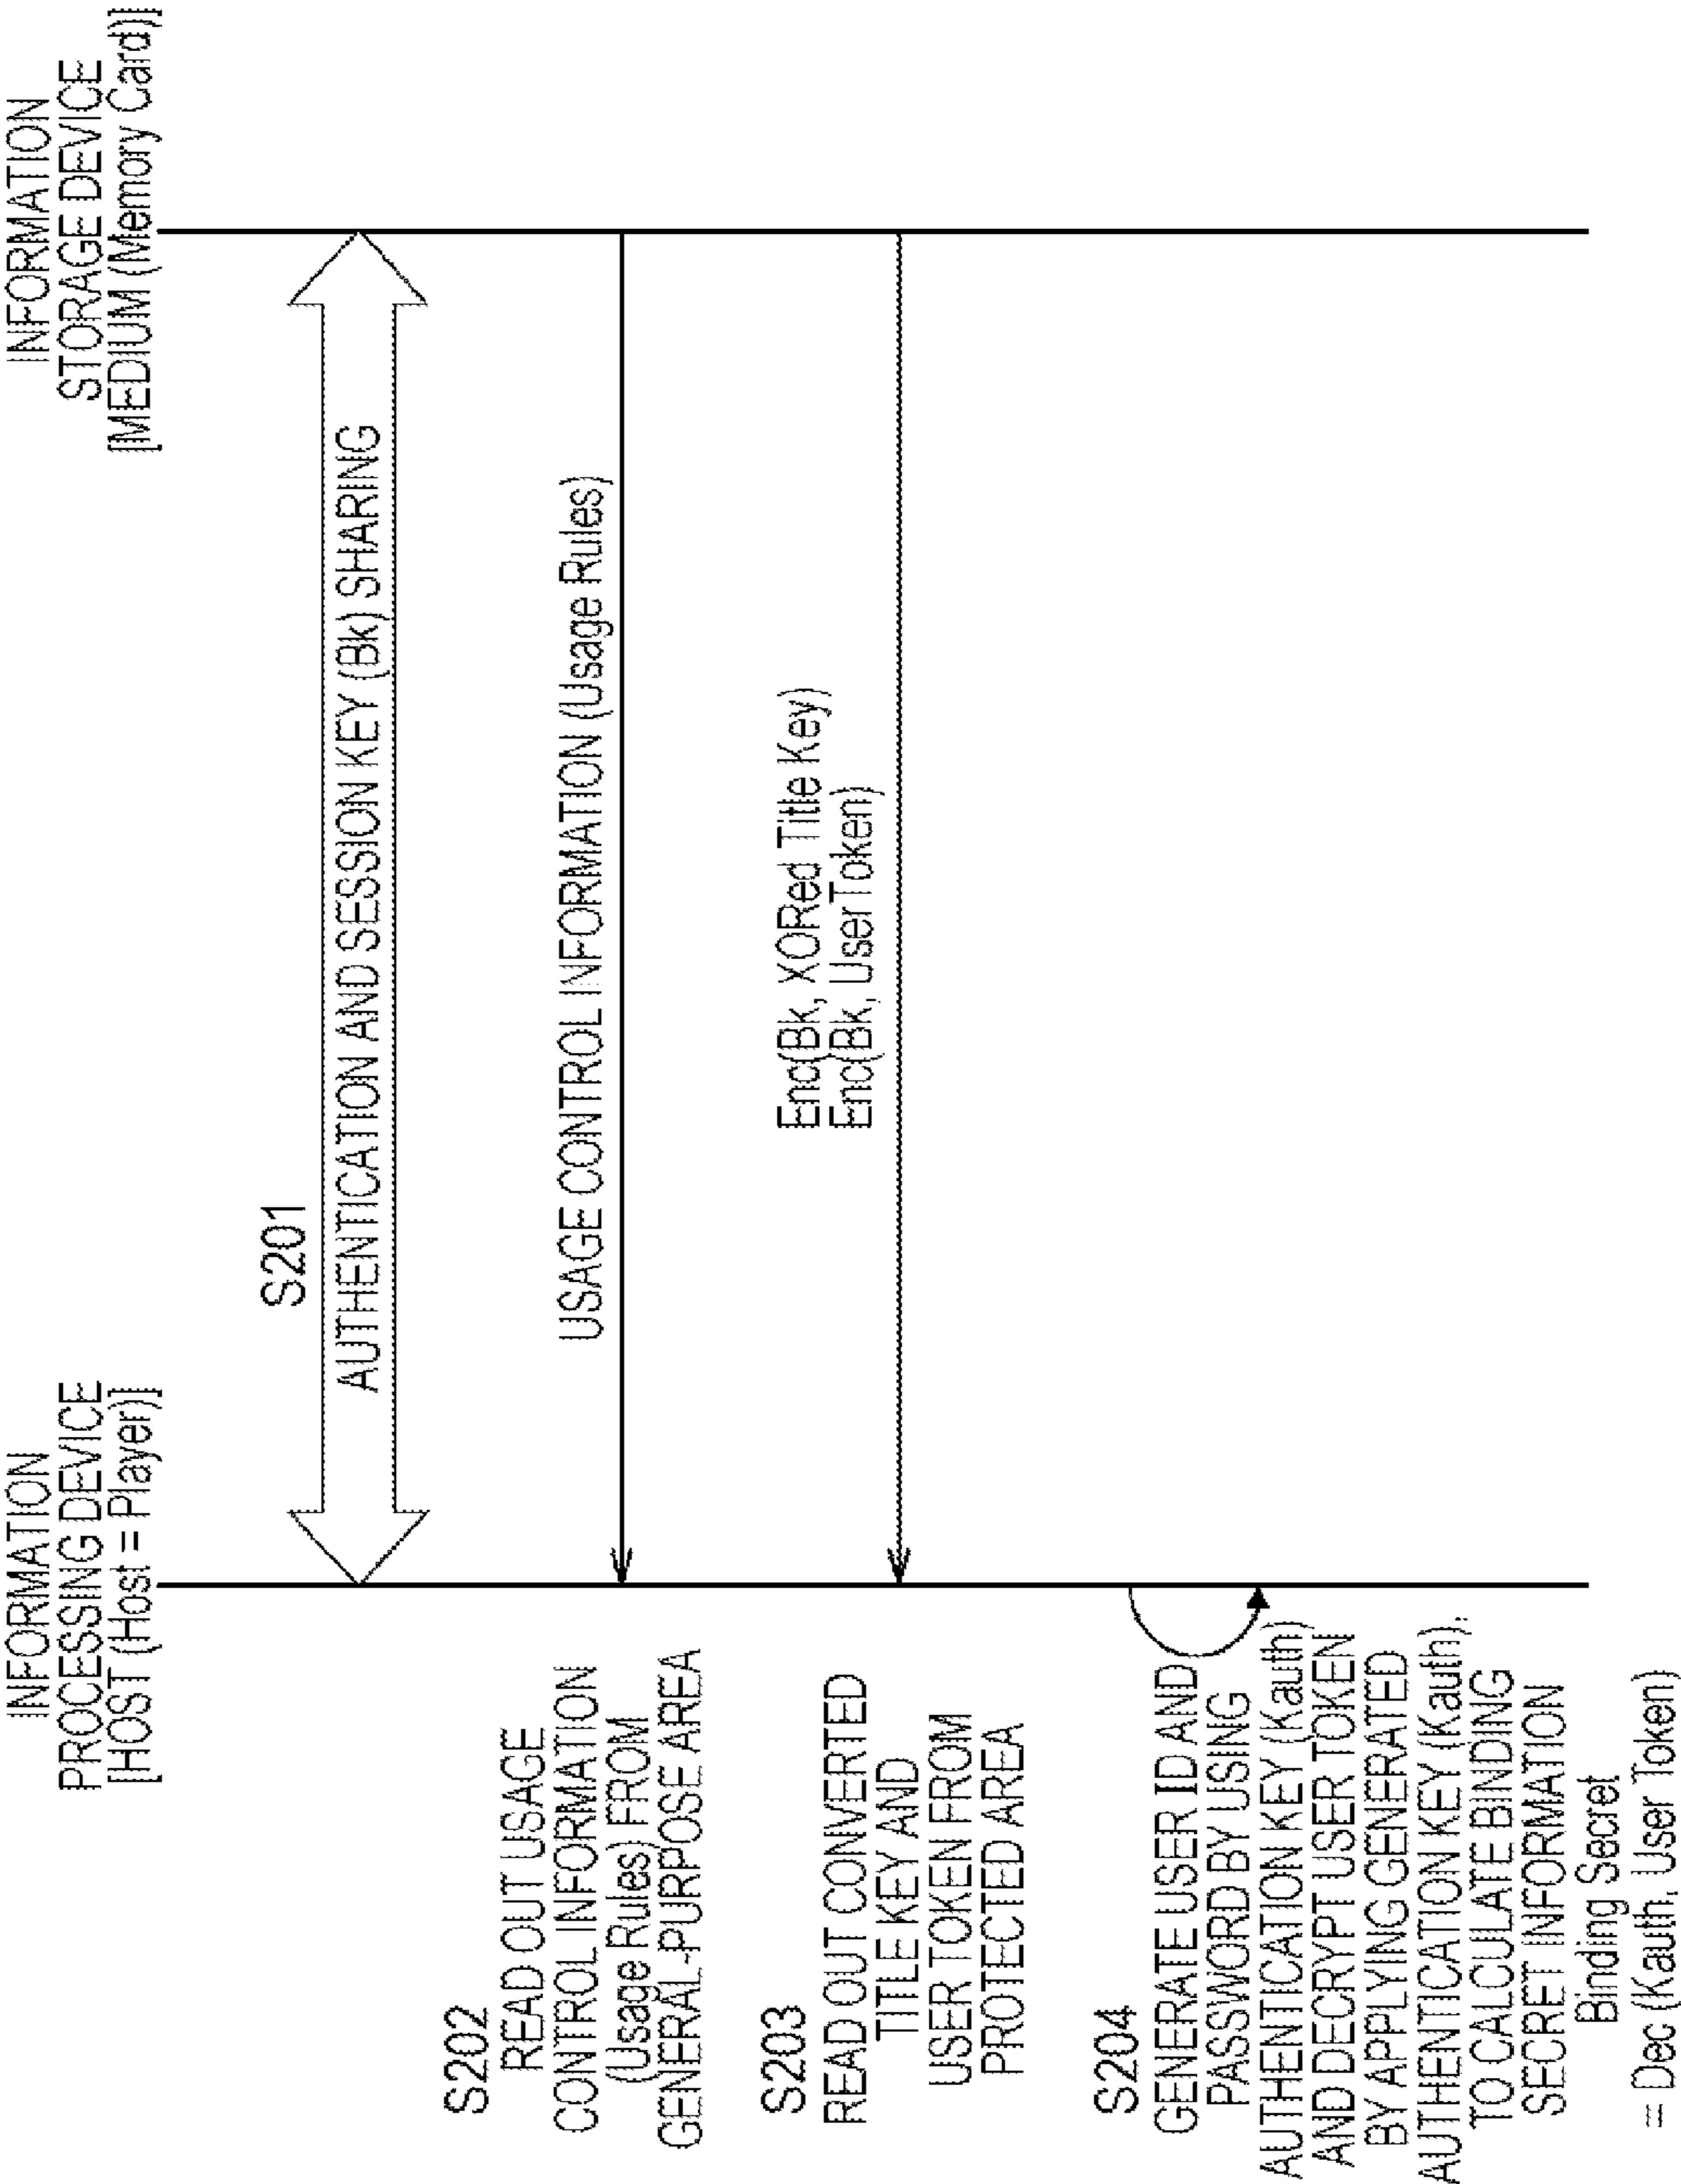 INFORMATION
PROCESSING DEVICE
[HOST (Host = Player)]
INFORMATION
STORAGE DEVICE
[MEDIUM (Memory Card)]
S201
AUTHENTICATION AND SESSION KEY (Bk) SHARING
S202
READ OUT USAGE
CONTROL INFORMATION
(Usage Rules) FROM
GENERAL-PURPOSE AREA
USAGE CONTROL INFORMATION (Usage Rules)
S203
READ OUT CONVERTED
TITLE KEY AND
USER TOKEN FROM
PROTECTED AREA
Enc(Bk, XORed Title Key)
Enc(Bk, UserToken)
S204
GENERATE USER ID AND
PASSWORD BY USING
AUTHENTICATION KEY (Kauth)
AND DECRYPT USER TOKEN
BY APPLYING GENERATED
AUTHENTICATION KEY (Kauth),
TO CALCULATE BINDING
SECRET INFORMATION
Binding Secret
= Dec (Kauth, User Token)